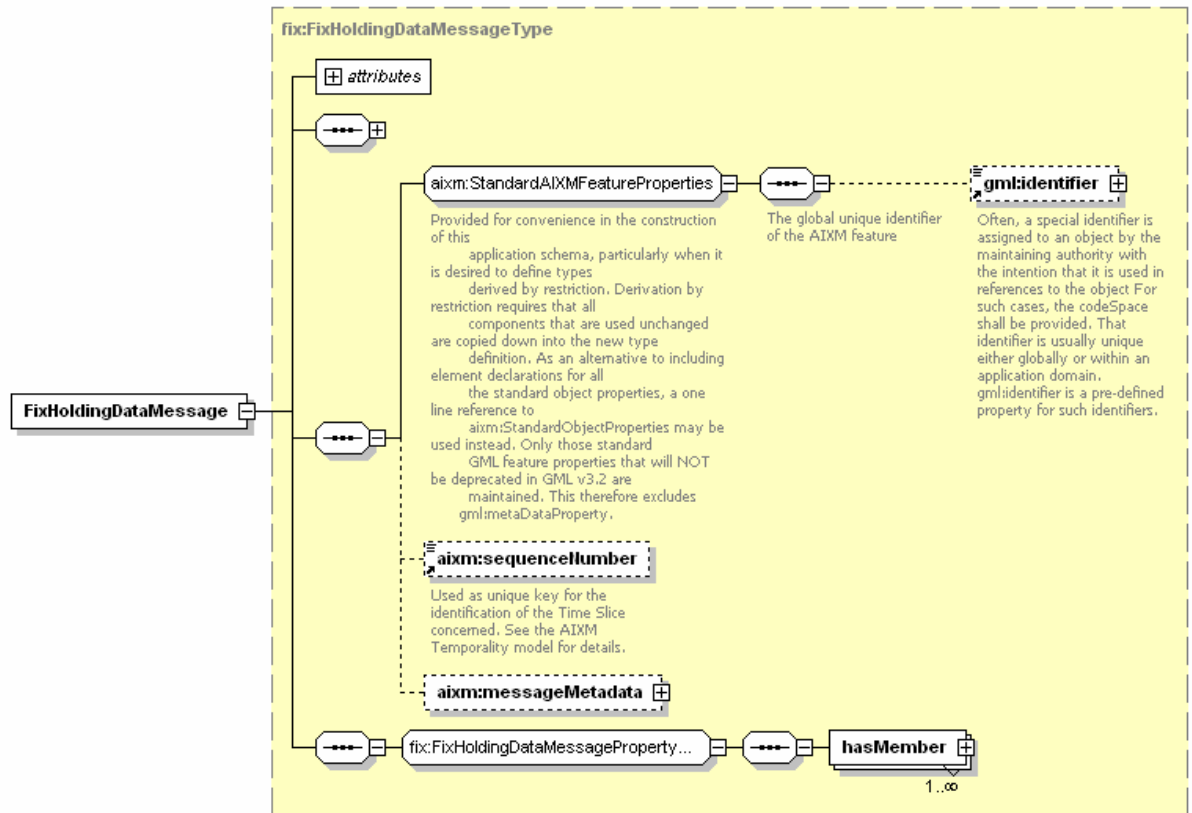 fix:FixHoldingDataMessageType
attributes
aixm:StandardAIXMFeatureProperties
Provided for convenience in the construction
of this
application schema, particularly when it
is desired to define types
derived by restriction. Derivation by
restriction requires that all
components that are used unchanged
are copied down into the new type
definition. As an alternative to including
element declarations for all
the standard object properties, a one
line reference to
aixm:StandardObjectProperties may be
used instead. Only those standard
GML feature properties that will NOT
be deprecated in GML v3.2 are
maintained. This therefore excludes
gml:metaDataProperty.
The global unique identifier
of the AIXM feature
gml:identifier
Often, a special identifier is
assigned to an object by the
maintaining authority with
the intention that it is used in
references to the object For
such cases, the codeSpace
shall be provided. That
identifier is usually unique
either globally or within an
application domain.
gml:identifier is a pre-defined
property for such identifiers.
FixHoldingDataMessage
aixm:sequenceNumber
Used as unique key for the
identification of the Time Slice
concerned. See the AIXM
Temporality model for details.
aixm:messageMetadata
fix:FixHoldingDataMessageProperty...
hasMember
1..∞